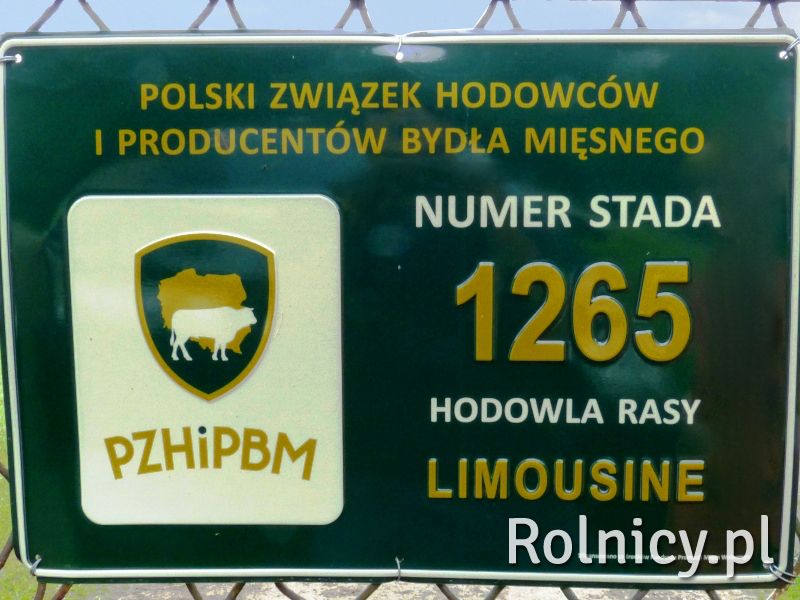 POLSKI ZWIĄZEK HODOWCÓW
I PRODUCENTÓW BYDŁA MIĘSNEGO
NUMER STADA
1265
HODOWLA RASY
LIMOUSINE
PZHiPBM
Rolnicy.pl